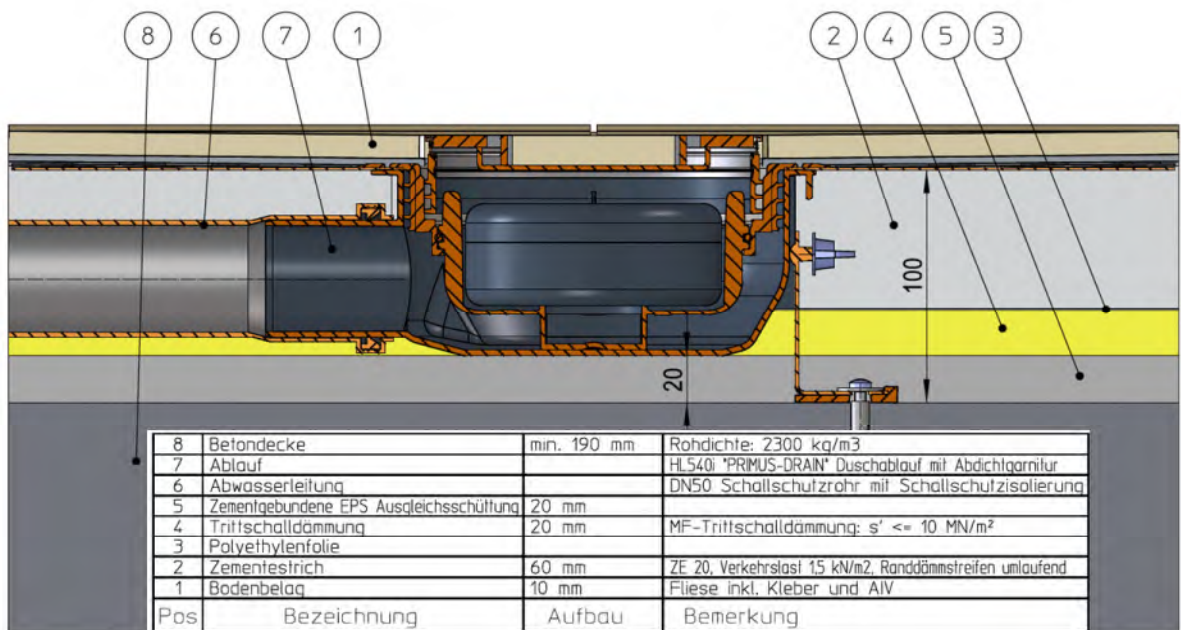 8 6 7 1 2 4 5 3
100
20
8 Betondecke min. 190 mm Rohdichte: 2300 kg/m3
7 Ablauf HL540i "PRIMUS-DRAIN" Duschablauf mit Abdichtgarnitur
6 Abwasserleitung DN50 Schallschutzrohr mit Schallschutzisolierung
5 Zementgebundene EPS Ausgleichsschüttung 20 mm
4 Trittschalldämmung 20 mm MF-Trittschalldämmung: s' <= 10 MN/m²
3 Polyethylenfolie
2 Zementestrich 60 mm ZE 20, Verkehrslast 1,5 kN/m2, Randdämmstreifen umlaufend
1 Bodenbelag 10 mm Fliese inkl. Kleber und AIV
Pos Bezeichnung Aufbau Bemerkung